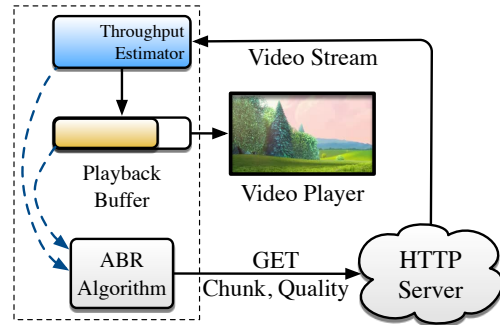 Throughput
Estimator
Video Stream
Playback
Buffer
Video Player
ABR
Algorithm
GET
Chunk, Quality
HTTP
Server